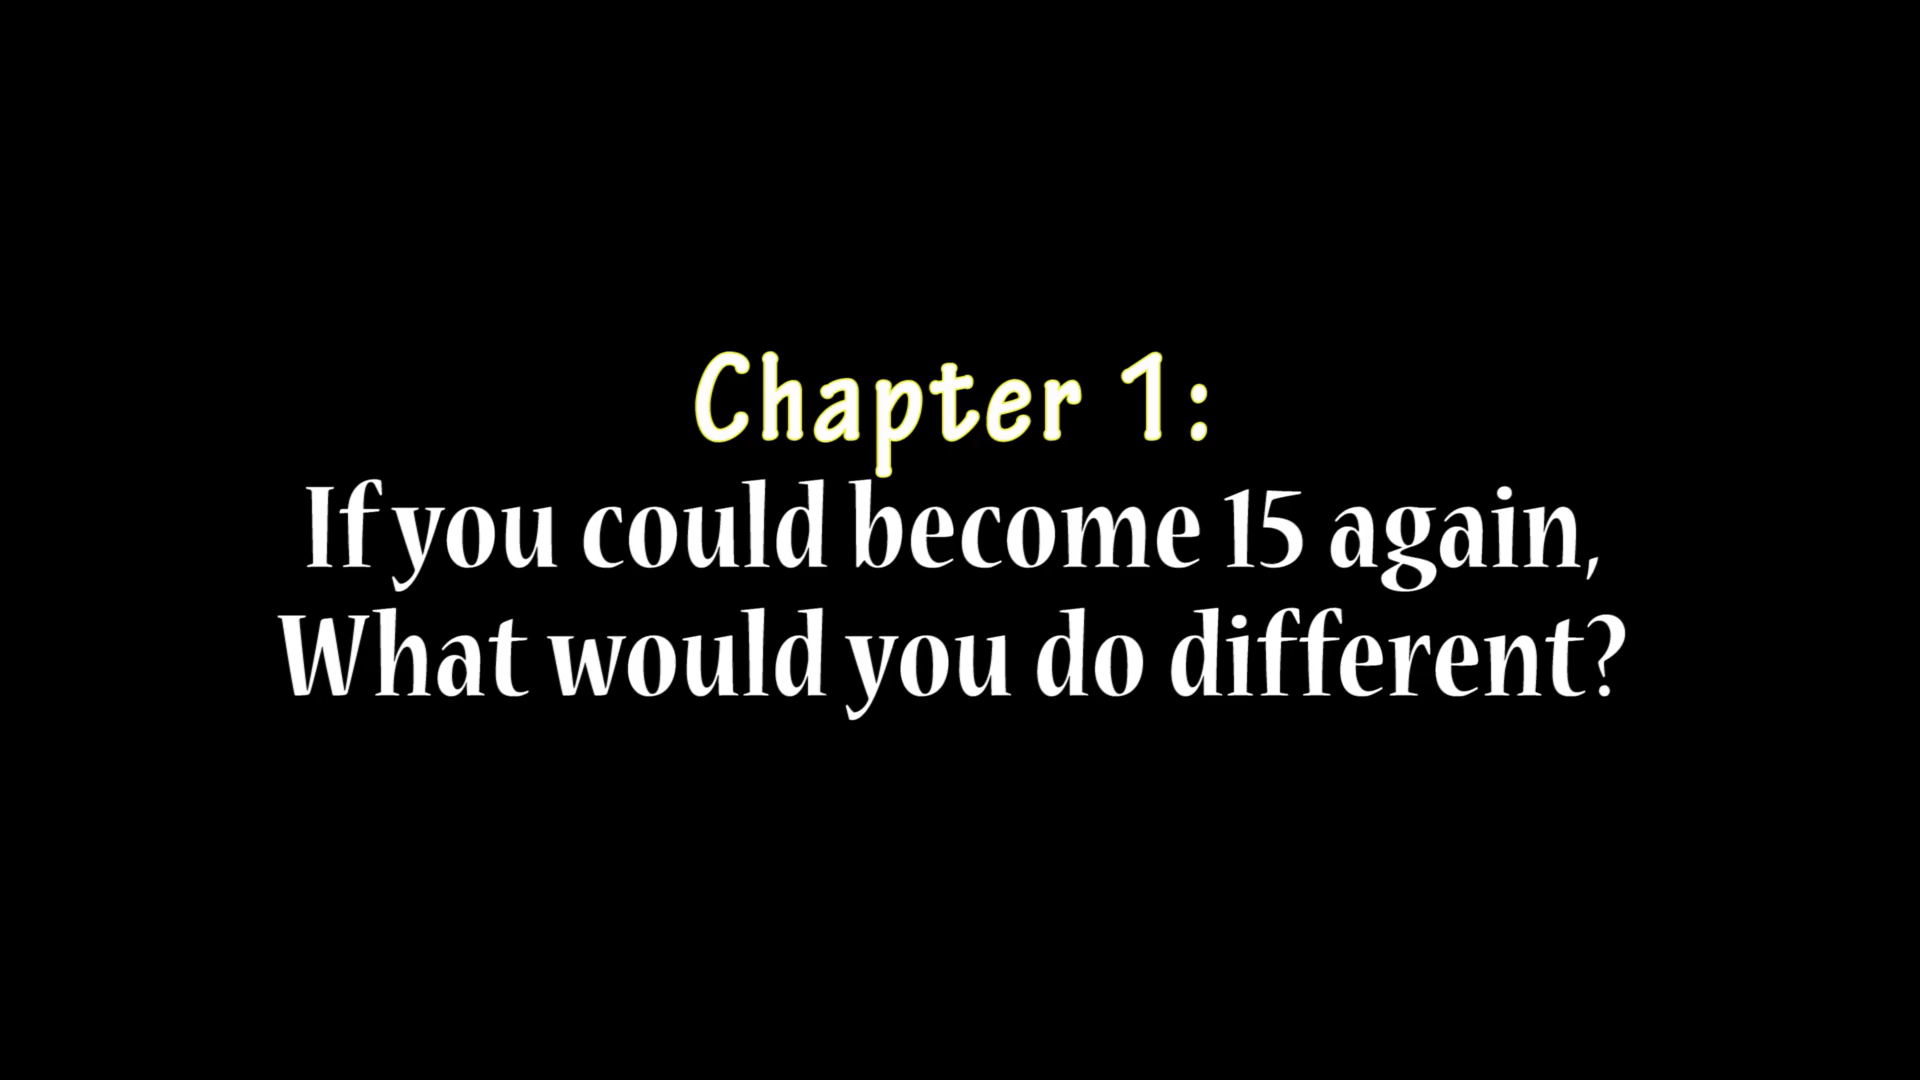 Chapter 1:
If you could become 15 again,
What would you do different?